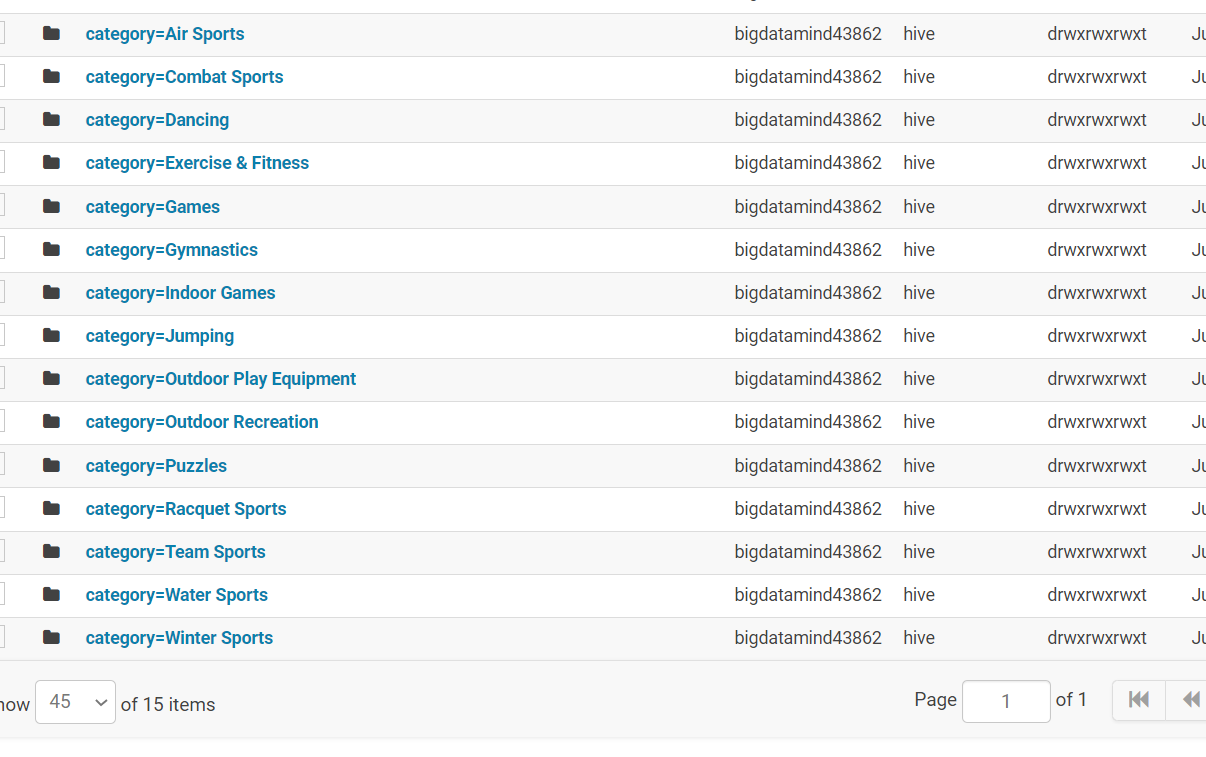 category=Air Sports bigdatamind43862 hive drwxrwxrwxt
category=Combat Sports bigdatamind43862 hive drwxrwxrwxt
category=Dancing bigdatamind43862 hive drwxrwxrwxt
category=Exercise & Fitness bigdatamind43862 hive drwxrwxrwxt
category=Games bigdatamind43862 hive drwxrwxrwxt
category=Gymnastics bigdatamind43862 hive drwxrwxrwxt
category=Indoor Games bigdatamind43862 hive drwxrwxrwxt
category=Jumping bigdatamind43862 hive drwxrwxrwxt
category=Outdoor Play Equipment bigdatamind43862 hive drwxrwxrwxt
category=Outdoor Recreation bigdatamind43862 hive drwxrwxrwxt
category=Puzzles bigdatamind43862 hive drwxrwxrwxt
category=Racquet Sports bigdatamind43862 hive drwxrwxrwxt
category=Team Sports bigdatamind43862 hive drwxrwxrwxt
category=Water Sports bigdatamind43862 hive drwxrwxrwxt
category=Winter Sports bigdatamind43862 hive drwxrwxrwxt
45 of 15 items Page 1 of 1